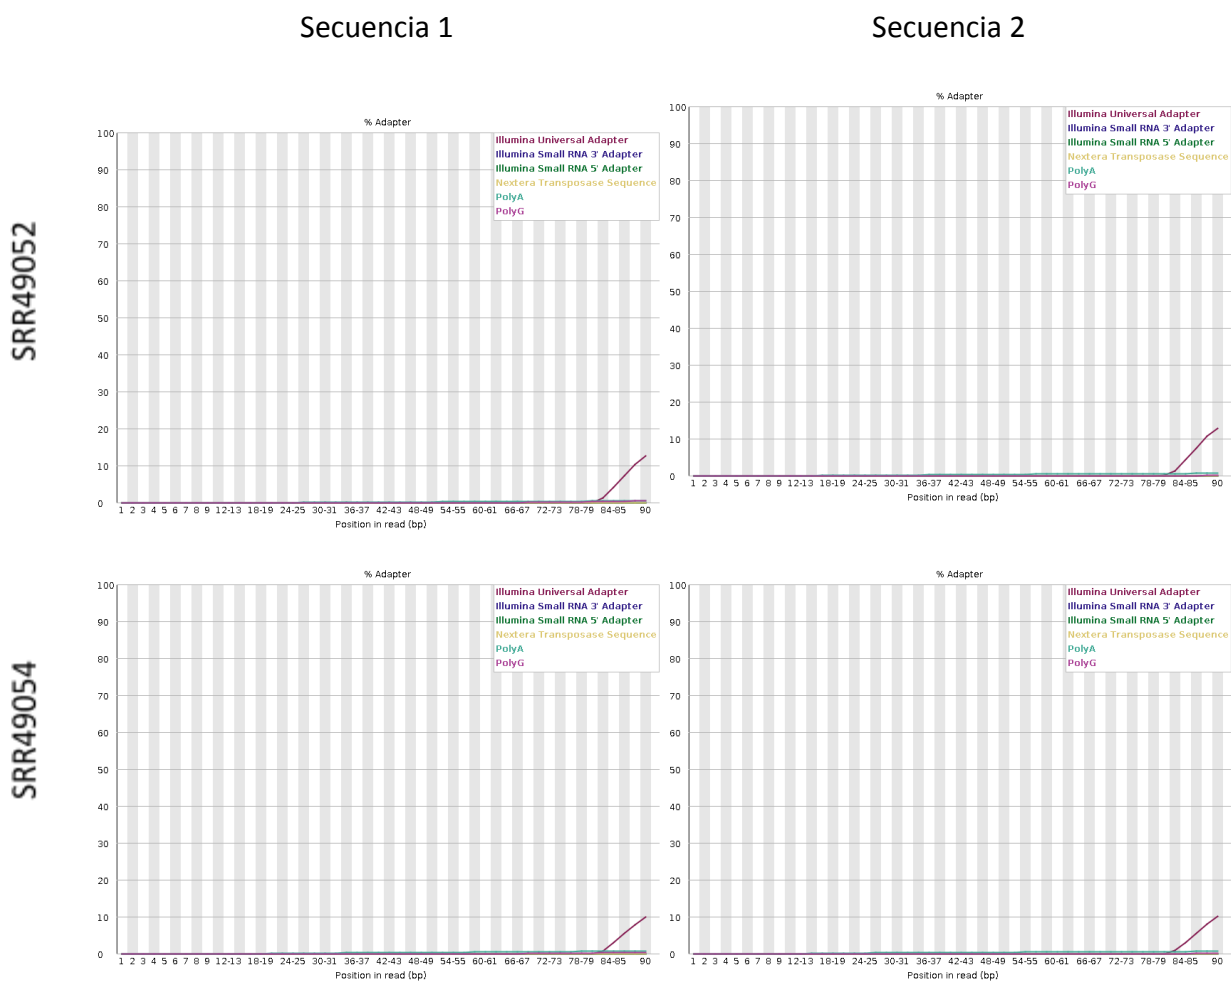 Secuencia 1
Secuencia 2
SRR49052
% Adapter
100
90
80
70
60
50
40
30
20
10
0
Illumina Universal Adapter
Illumina Small RNA 3' Adapter
Illumina Small RNA 5' Adapter
Nextera Transposase Sequence
PolyA
PolyG
1 2 3 4 5 6 7 8 9 12-13 18-19 24-25 30-31 36-37 42-43 48-49 54-55 60-61 66-67 72-73 78-79 84-85 90
Position in read (bp)
% Adapter
100
90
80
70
60
50
40
30
20
10
0
Illumina Universal Adapter
Illumina Small RNA 3' Adapter
Illumina Small RNA 5' Adapter
Nextera Transposase Sequence
PolyA
PolyG
1 2 3 4 5 6 7 8 9 12-13 18-19 24-25 30-31 36-37 42-43 48-49 54-55 60-61 66-67 72-73 78-79 84-85 90
Position in read (bp)
SRR49054
% Adapter
100
90
80
70
60
50
40
30
20
10
0
Illumina Universal Adapter
Illumina Small RNA 3' Adapter
Illumina Small RNA 5' Adapter
Nextera Transposase Sequence
PolyA
PolyG
1 2 3 4 5 6 7 8 9 12-13 18-19 24-25 30-31 36-37 42-43 48-49 54-55 60-61 66-67 72-73 78-79 84-85 90
Position in read (bp)
% Adapter
100
90
80
70
60
50
40
30
20
10
0
Illumina Universal Adapter
Illumina Small RNA 3' Adapter
Illumina Small RNA 5' Adapter
Nextera Transposase Sequence
PolyA
PolyG
1 2 3 4 5 6 7 8 9 12-13 18-19 24-25 30-31 36-37 42-43 48-49 54-55 60-61 66-67 72-73 78-79 84-85 90
Position in read (bp)